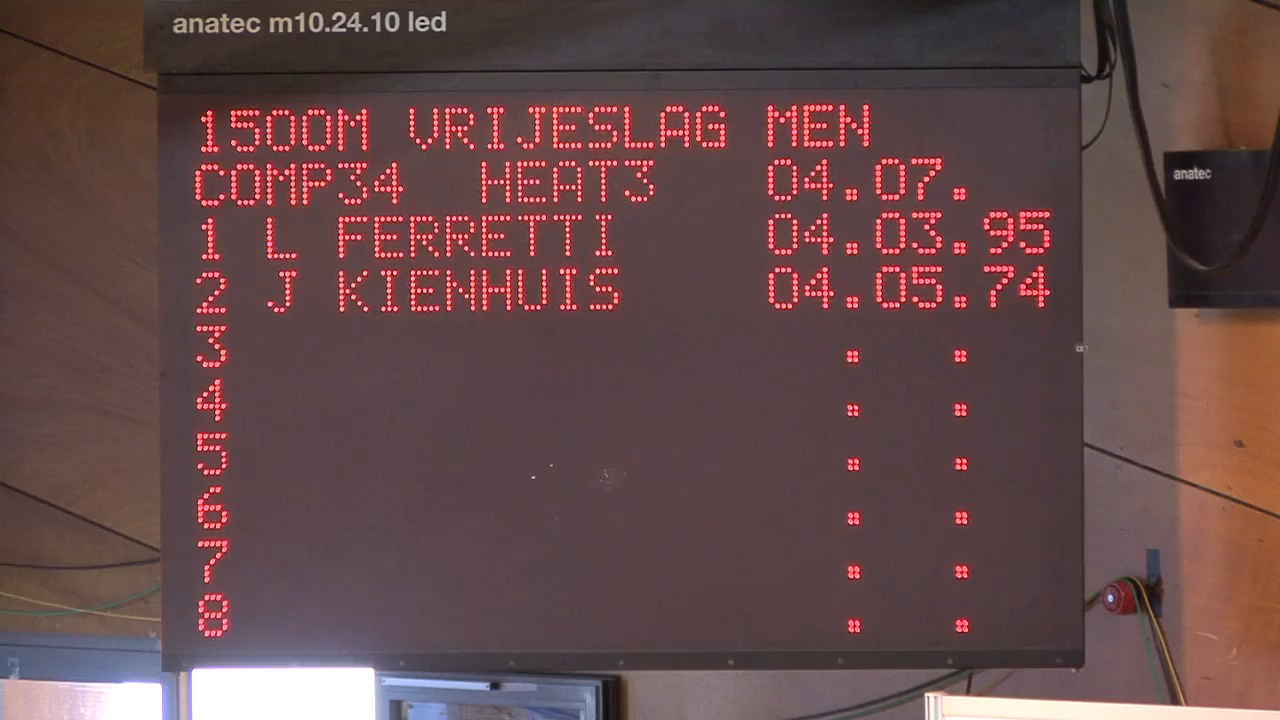 anatec m10.24.10 led
1500M VRIJESLAG MEN
COMP34 HEAT3 04.07.
1 L FERRETTI 04.03.95
2 J KIENHUIS 04.05.74
3 . .
4 . .
5 . .
6 . .
7 . .
8 . .
anatec